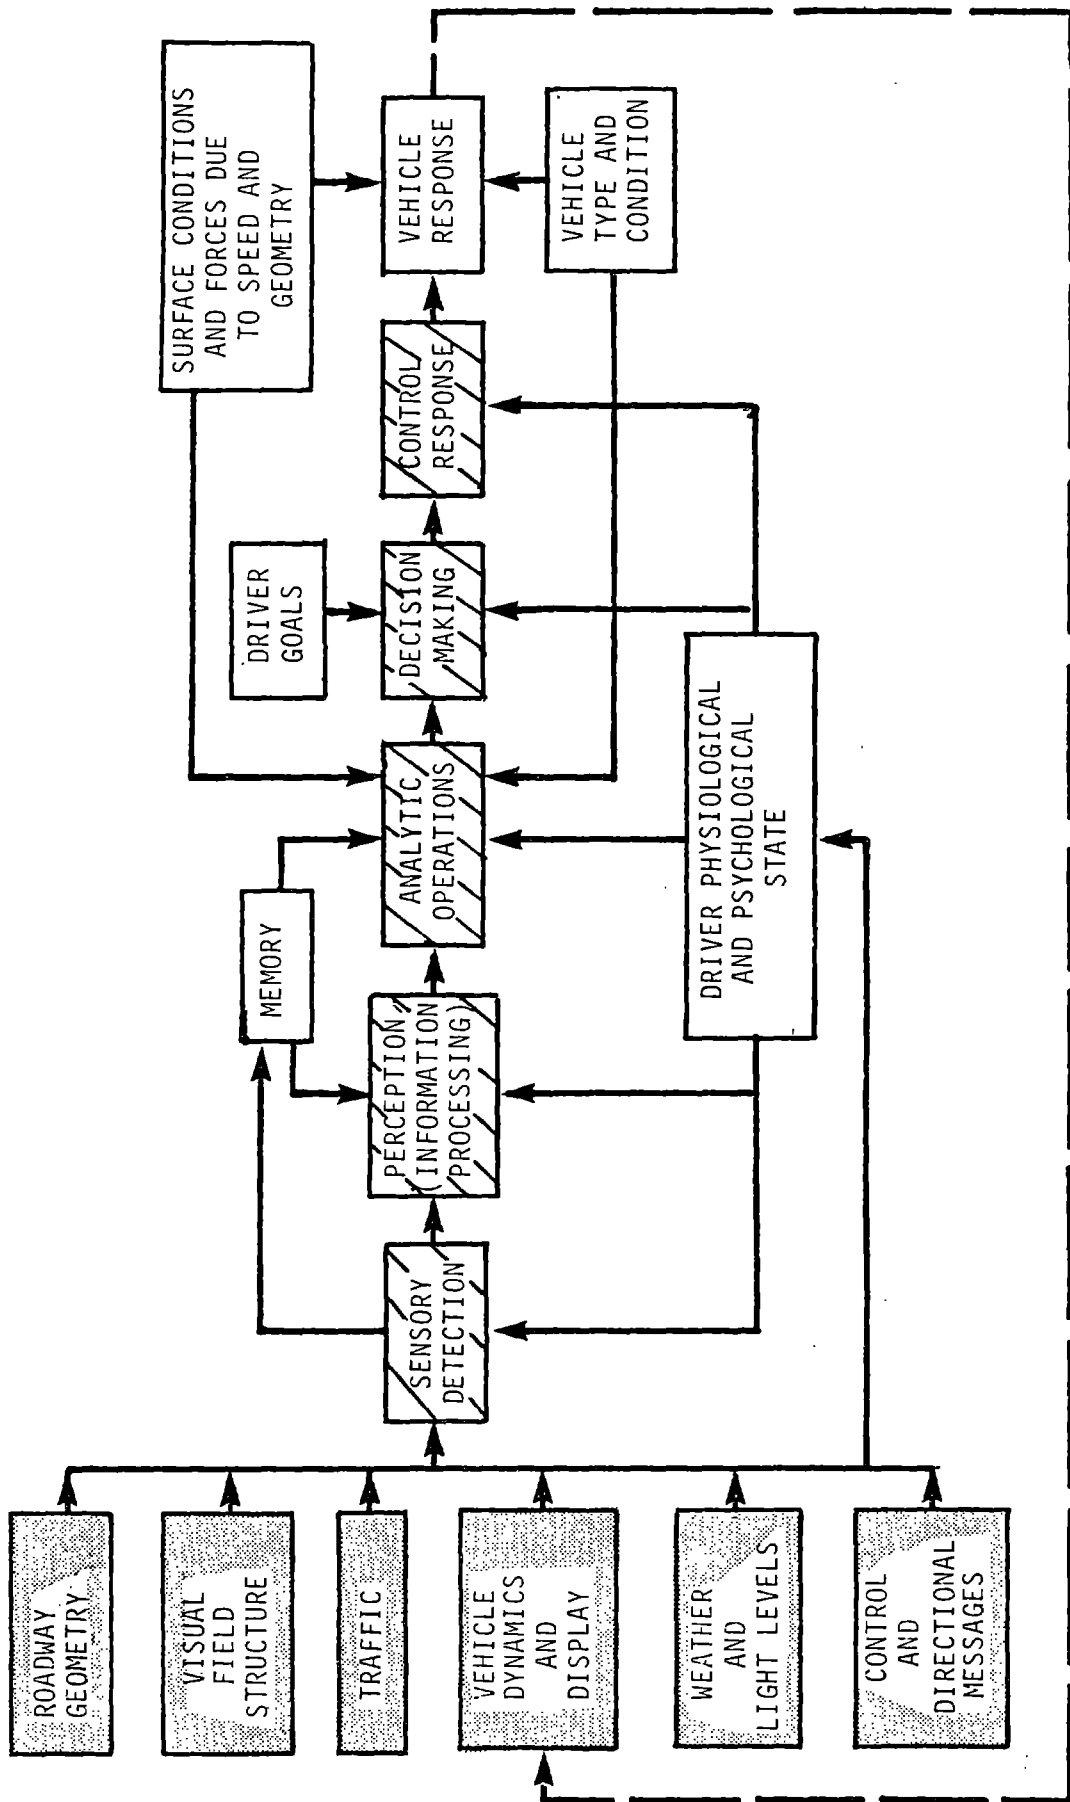 ROADWAY
GEOMETRY
VISUAL
FIELD
STRUCTURE
TRAFFIC
VEHICLE
DYNAMICS
AND
DISPLAY
WEATHER
AND
LIGHT LEVELS
CONTROL
AND
DIRECTIONAL
MESSAGES
SENSORY
DETECTION
PERCEPTION
(INFORMATION
PROCESSING)
MEMORY
ANALYTIC
OPERATIONS
DRIVER PHYSIOLOGICAL
AND PSYCHOLOGICAL
STATE
DRIVER
GOALS
DECISION
MAKING
CONTROL
RESPONSE
SURFACE CONDITIONS
AND FORCES DUE
TO SPEED AND
GEOMETRY
VEHICLE
RESPONSE
VEHICLE
TYPE AND
CONDITION